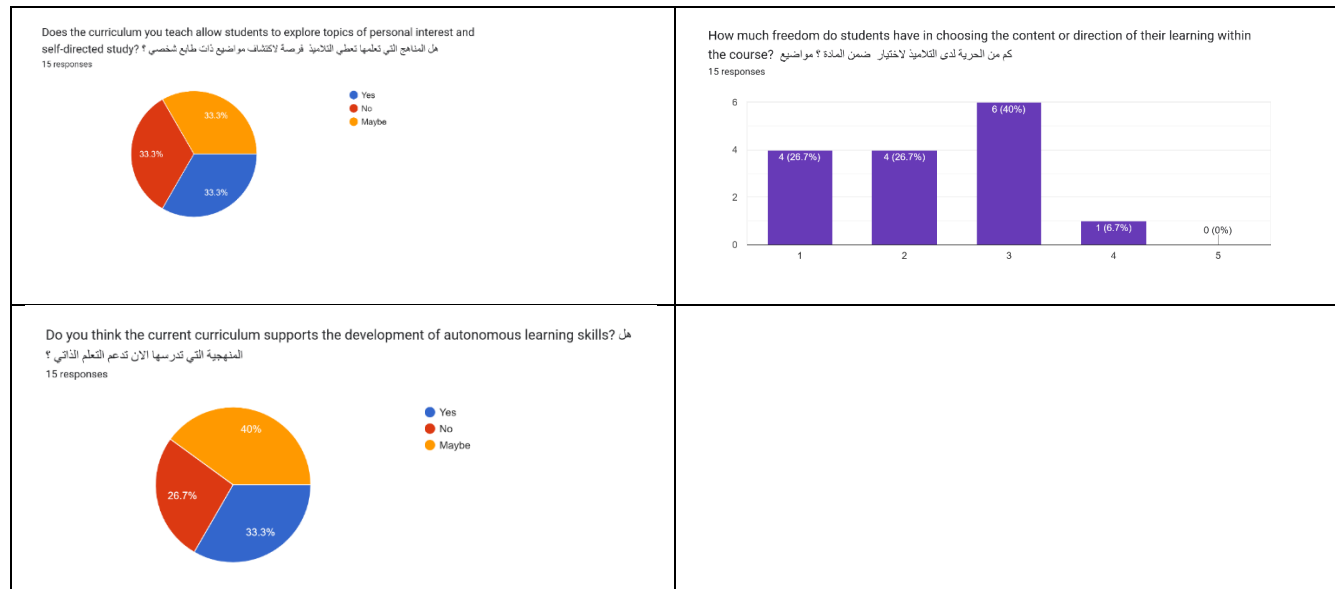 Does the curriculum you teach allow students to explore topics of personal interest and
self-directed study? هل المناهج التي تعلمها تعطي التلاميذ فرصة لاكتشاف مواضيع ذات طابع شخصي ؟
15 responses
33.3%
33.3%
33.3%
Yes
No
Maybe
How much freedom do students have in choosing the content or direction of their learning within
the course? كم من الحرية لدى التلاميذ لاختيار ضمن المادة ؟ مواضيع
15 responses
6
4
2
0
4 (26.7%)
4 (26.7%)
6 (40%)
1 (6.7%)
0 (0%)
1
2
3
4
5
Do you think the current curriculum supports the development of autonomous learning skills? هل
المنهجية التي تدرسها الان تدعم التعلم الذاتي ؟
15 responses
40%
26.7%
33.3%
Yes
No
Maybe